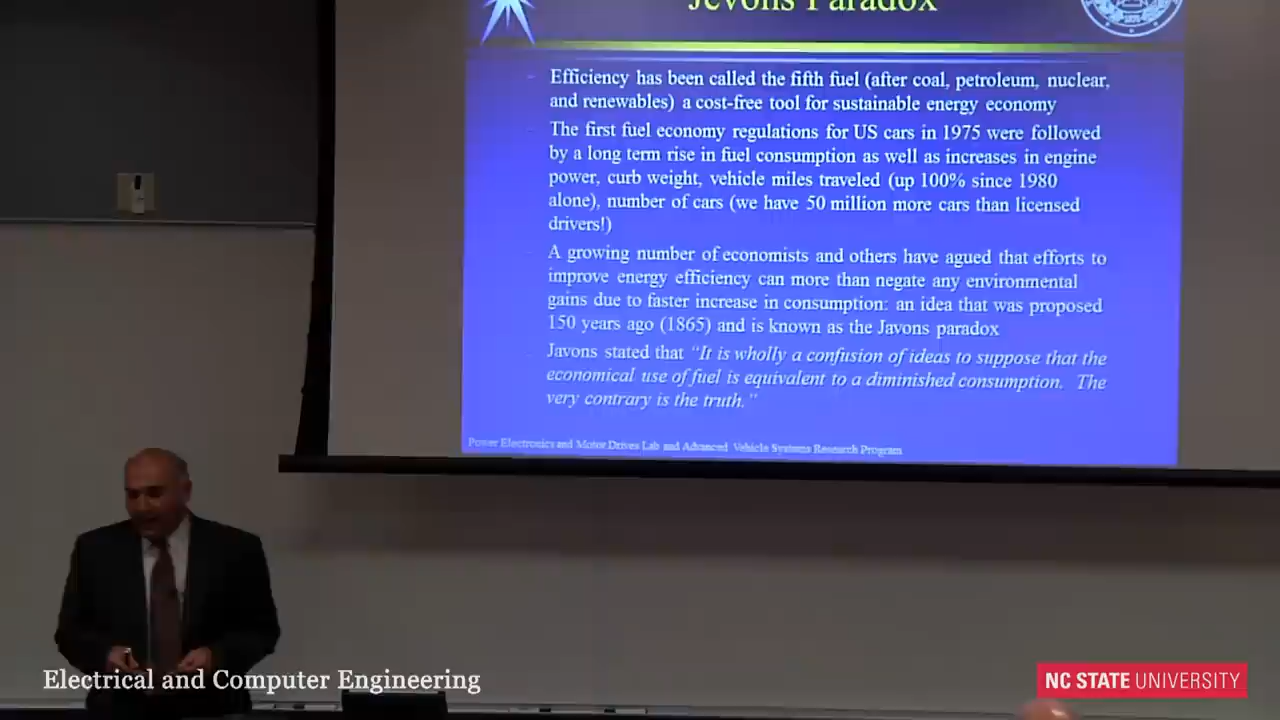 Jevons Paradox
Efficiency has been called the fifth fuel (after coal, petroleum, nuclear,
and renewables) a cost-free tool for sustainable energy economy
The first fuel economy regulations for US cars in 1975 were followed
by a long term rise in fuel consumption as well as increases in engine
power, curb weight, vehicle miles traveled (up 100% since 1980
alone), number of cars (we have 50 million more cars than licensed
drivers!)
A growing number of economists and others have agued that efforts to
improve energy efficiency can more than negate any environmental
gains due to faster increase in consumption: an idea that was proposed
150 years ago (1865) and is known as the Javons paradox
Javons stated that "It is wholly a confusion of ideas to suppose that the
economical use of fuel is equivalent to a diminished consumption. The
very contrary is the truth."
Power Electronics and Motor Drives Lab and Advanced Vehicle Systems Research Program
Electrical and Computer Engineering
NC STATE UNIVERSITY